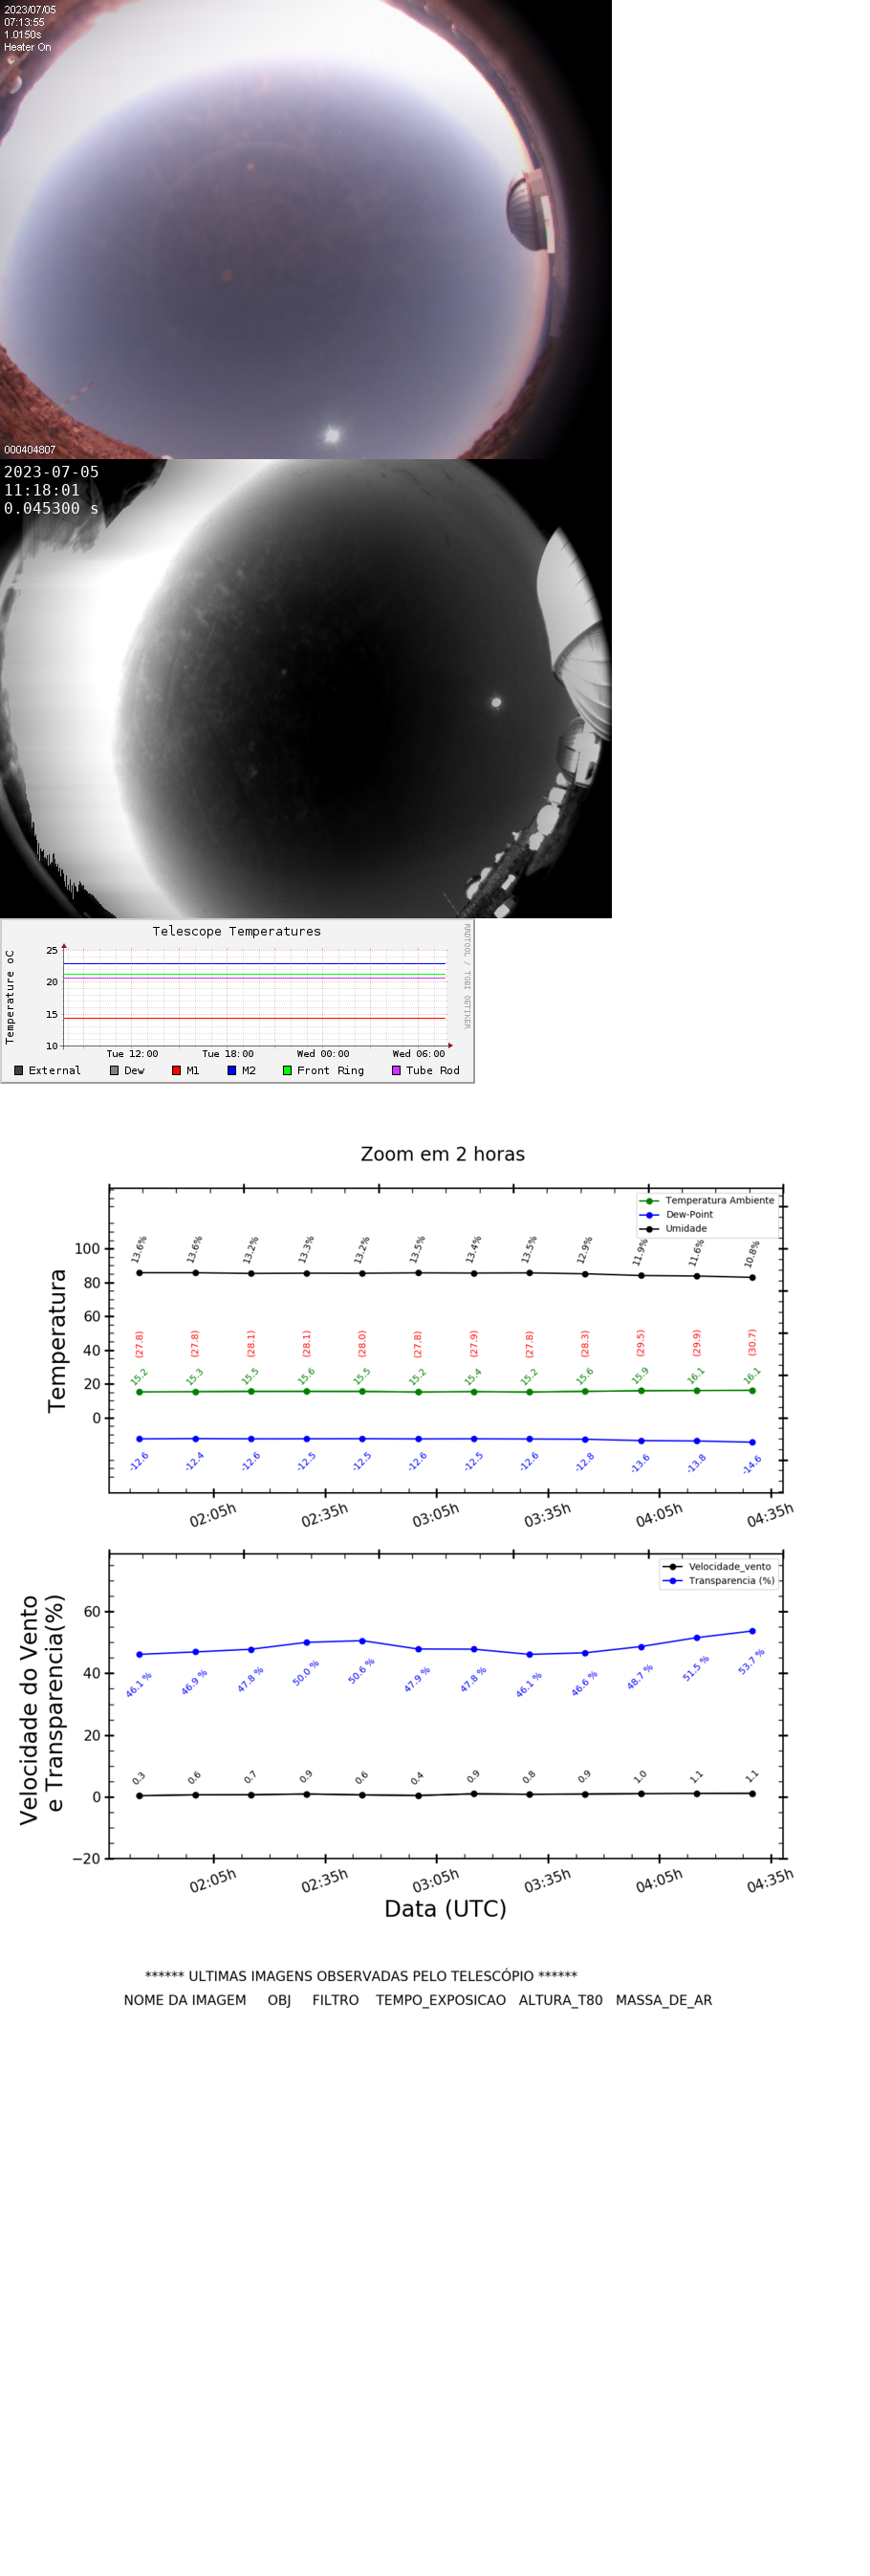 2023/07/05
07:13:55
1.0150s
Heater On
000404807
2023-07-05
11:18:01
0.045300 s
Telescope Temperatures
RRDTOOL / TOBI OETIKER
Temperature oC
25
20
15
10
Tue 12:00 Tue 18:00 Wed 00:00 Wed 06:00
External Dew M1 M2 Front Ring Tube Rod
Zoom em 2 horas
Temperatura Ambiente
Dew-Point
Umidade
Temperatura
100
80
60
40
20
0
13.6% 13.6% 13.2% 13.3% 13.2% 13.5% 13.4% 13.5% 12.9% 11.9% 11.6% 10.8%
(27.8) (27.8) (28.1) (28.1) (28.0) (27.8) (27.9) (27.8) (28.3) (29.5) (29.9) (30.7)
15.2 15.3 15.5 15.6 15.5 15.2 15.4 15.2 15.6 15.9 16.1 16.1
-12.6 -12.4 -12.6 -12.5 -12.5 -12.6 -12.5 -12.6 -12.8 -13.6 -13.8 -14.6
02:05h 02:35h 03:05h 03:35h 04:05h 04:35h
Velocidade_vento
Transparencia (%)
Velocidade do Vento
e Transparencia(%)
60
40
20
0
−20
46.1 % 46.9 % 47.8 % 50.0 % 50.6 % 47.9 % 47.8 % 46.1 % 46.6 % 48.7 % 51.5 % 53.7 %
0.3 0.6 0.7 0.9 0.6 0.4 0.9 0.8 0.9 1.0 1.1 1.1
02:05h 02:35h 03:05h 03:35h 04:05h 04:35h
Data (UTC)
****** ULTIMAS IMAGENS OBSERVADAS PELO TELESCÓPIO ******
NOME DA IMAGEM OBJ FILTRO TEMPO_EXPOSICAO ALTURA_T80 MASSA_DE_AR